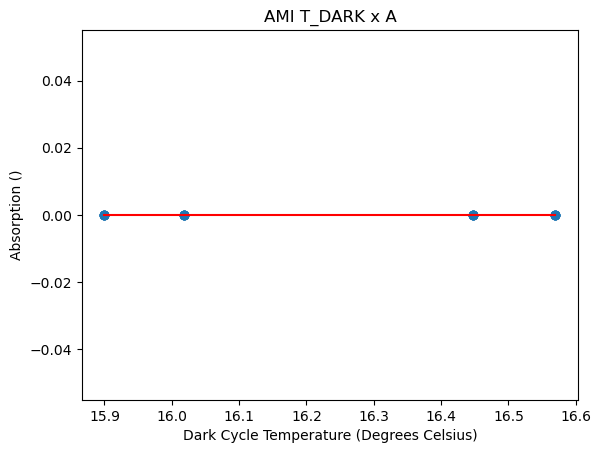 AMI T_DARK x A
0.04
0.02
0.00
−0.02
−0.04
Absorption ()
15.9 16.0 16.1 16.2 16.3 16.4 16.5 16.6
Dark Cycle Temperature (Degrees Celsius)